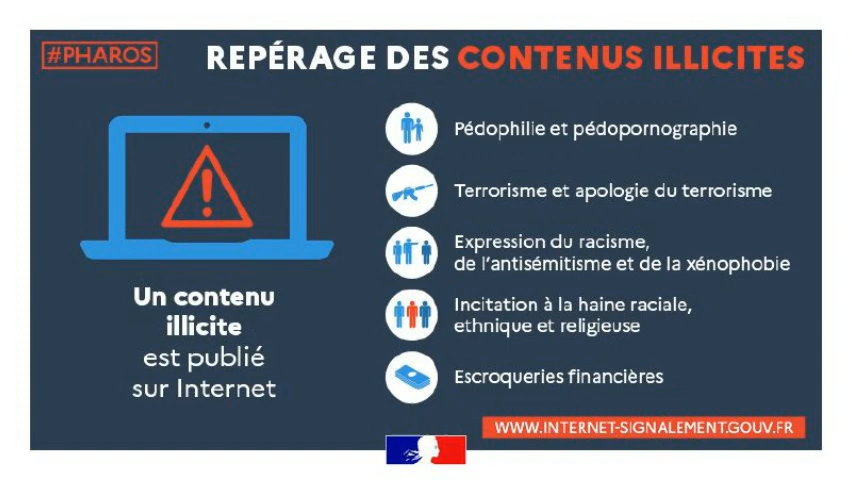 #PHAROS
REPÉRAGE DES CONTENUS ILLICITES
Un contenu
illicite
est publié
sur Internet
Pédophilie et pédopornographie
Terrorisme et apologie du terrorisme
Expression du racisme,
de l'antisémitisme et de la xénophobie
Incitation à la haine raciale,
ethnique et religieuse
Escroqueries financières
WWW.INTERNET-SIGNALEMENT.GOUV.FR